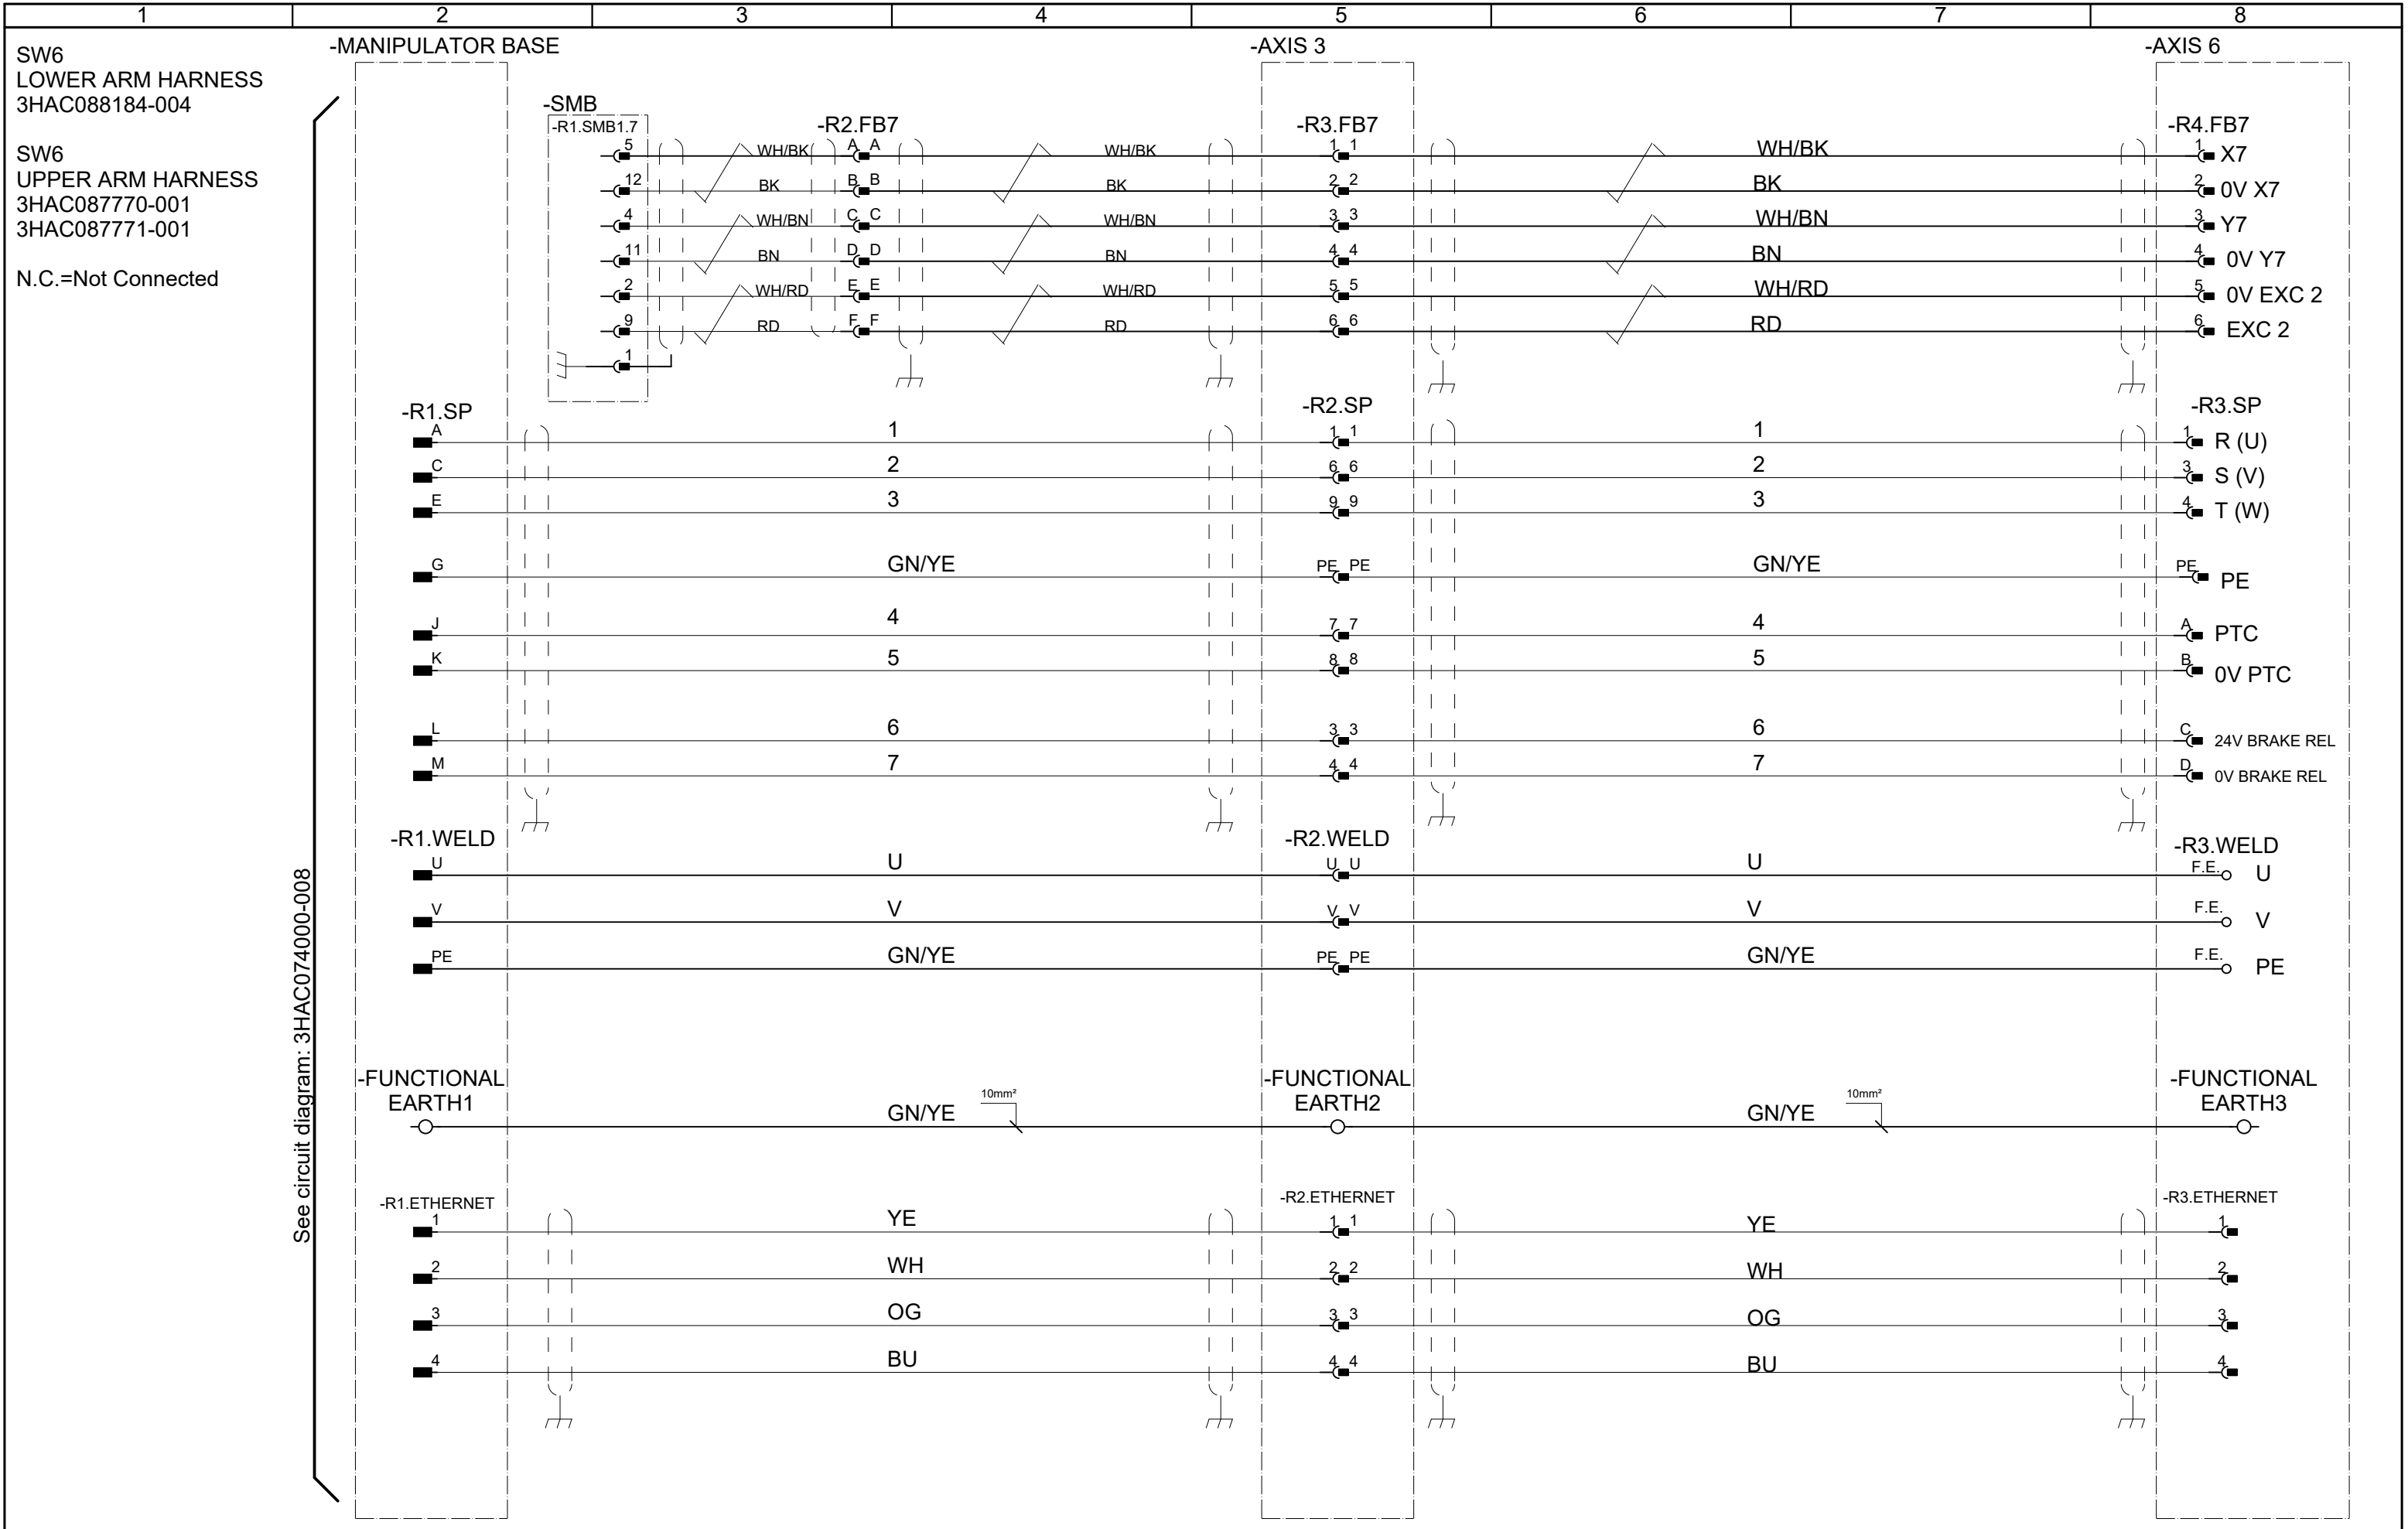 1 2 3 4 5 6 7 8
SW6
LOWER ARM HARNESS
3HAC088184-004
SW6
UPPER ARM HARNESS
3HAC087770-001
3HAC087771-001
N.C.=Not Connected
See circuit diagram: 3HAC074000-008
-MANIPULATOR BASE -AXIS 3 -AXIS 6
-SMB
-R1.SMB1.7 -R2.FB7 -R3.FB7 -R4.FB7
5 WH/BK A A WH/BK 1 1 WH/BK 1 X7
12 BK B B BK 2 2 BK 2 0V X7
4 WH/BN C C WH/BN 3 3 WH/BN 3 Y7
11 BN D D BN 4 4 BN 4 0V Y7
2 WH/RD E E WH/RD 5 5 WH/RD 5 0V EXC 2
9 RD F F RD 6 6 RD 6 EXC 2
1
-R1.SP -R2.SP -R3.SP
A 1 1 1 1 1 R (U)
C 2 6 6 2 3 S (V)
E 3 9 9 3 4 T (W)
G GN/YE PE PE GN/YE PE PE
J 4 7 7 4 A PTC
K 5 8 8 5 B 0V PTC
L 6 3 3 6 C 24V BRAKE REL
M 7 4 4 7 D 0V BRAKE REL
-R1.WELD -R2.WELD -R3.WELD
U U U U U F.E. U
V V V V V F.E. V
PE GN/YE PE PE GN/YE F.E. PE
-FUNCTIONAL -FUNCTIONAL -FUNCTIONAL
EARTH1 EARTH2 EARTH3
GN/YE 10mm² GN/YE 10mm²
-R1.ETHERNET -R2.ETHERNET -R3.ETHERNET
1 YE 1 1 YE 1
2 WH 2 2 WH 2
3 OG 3 3 OG 3
4 BU 4 4 BU 4